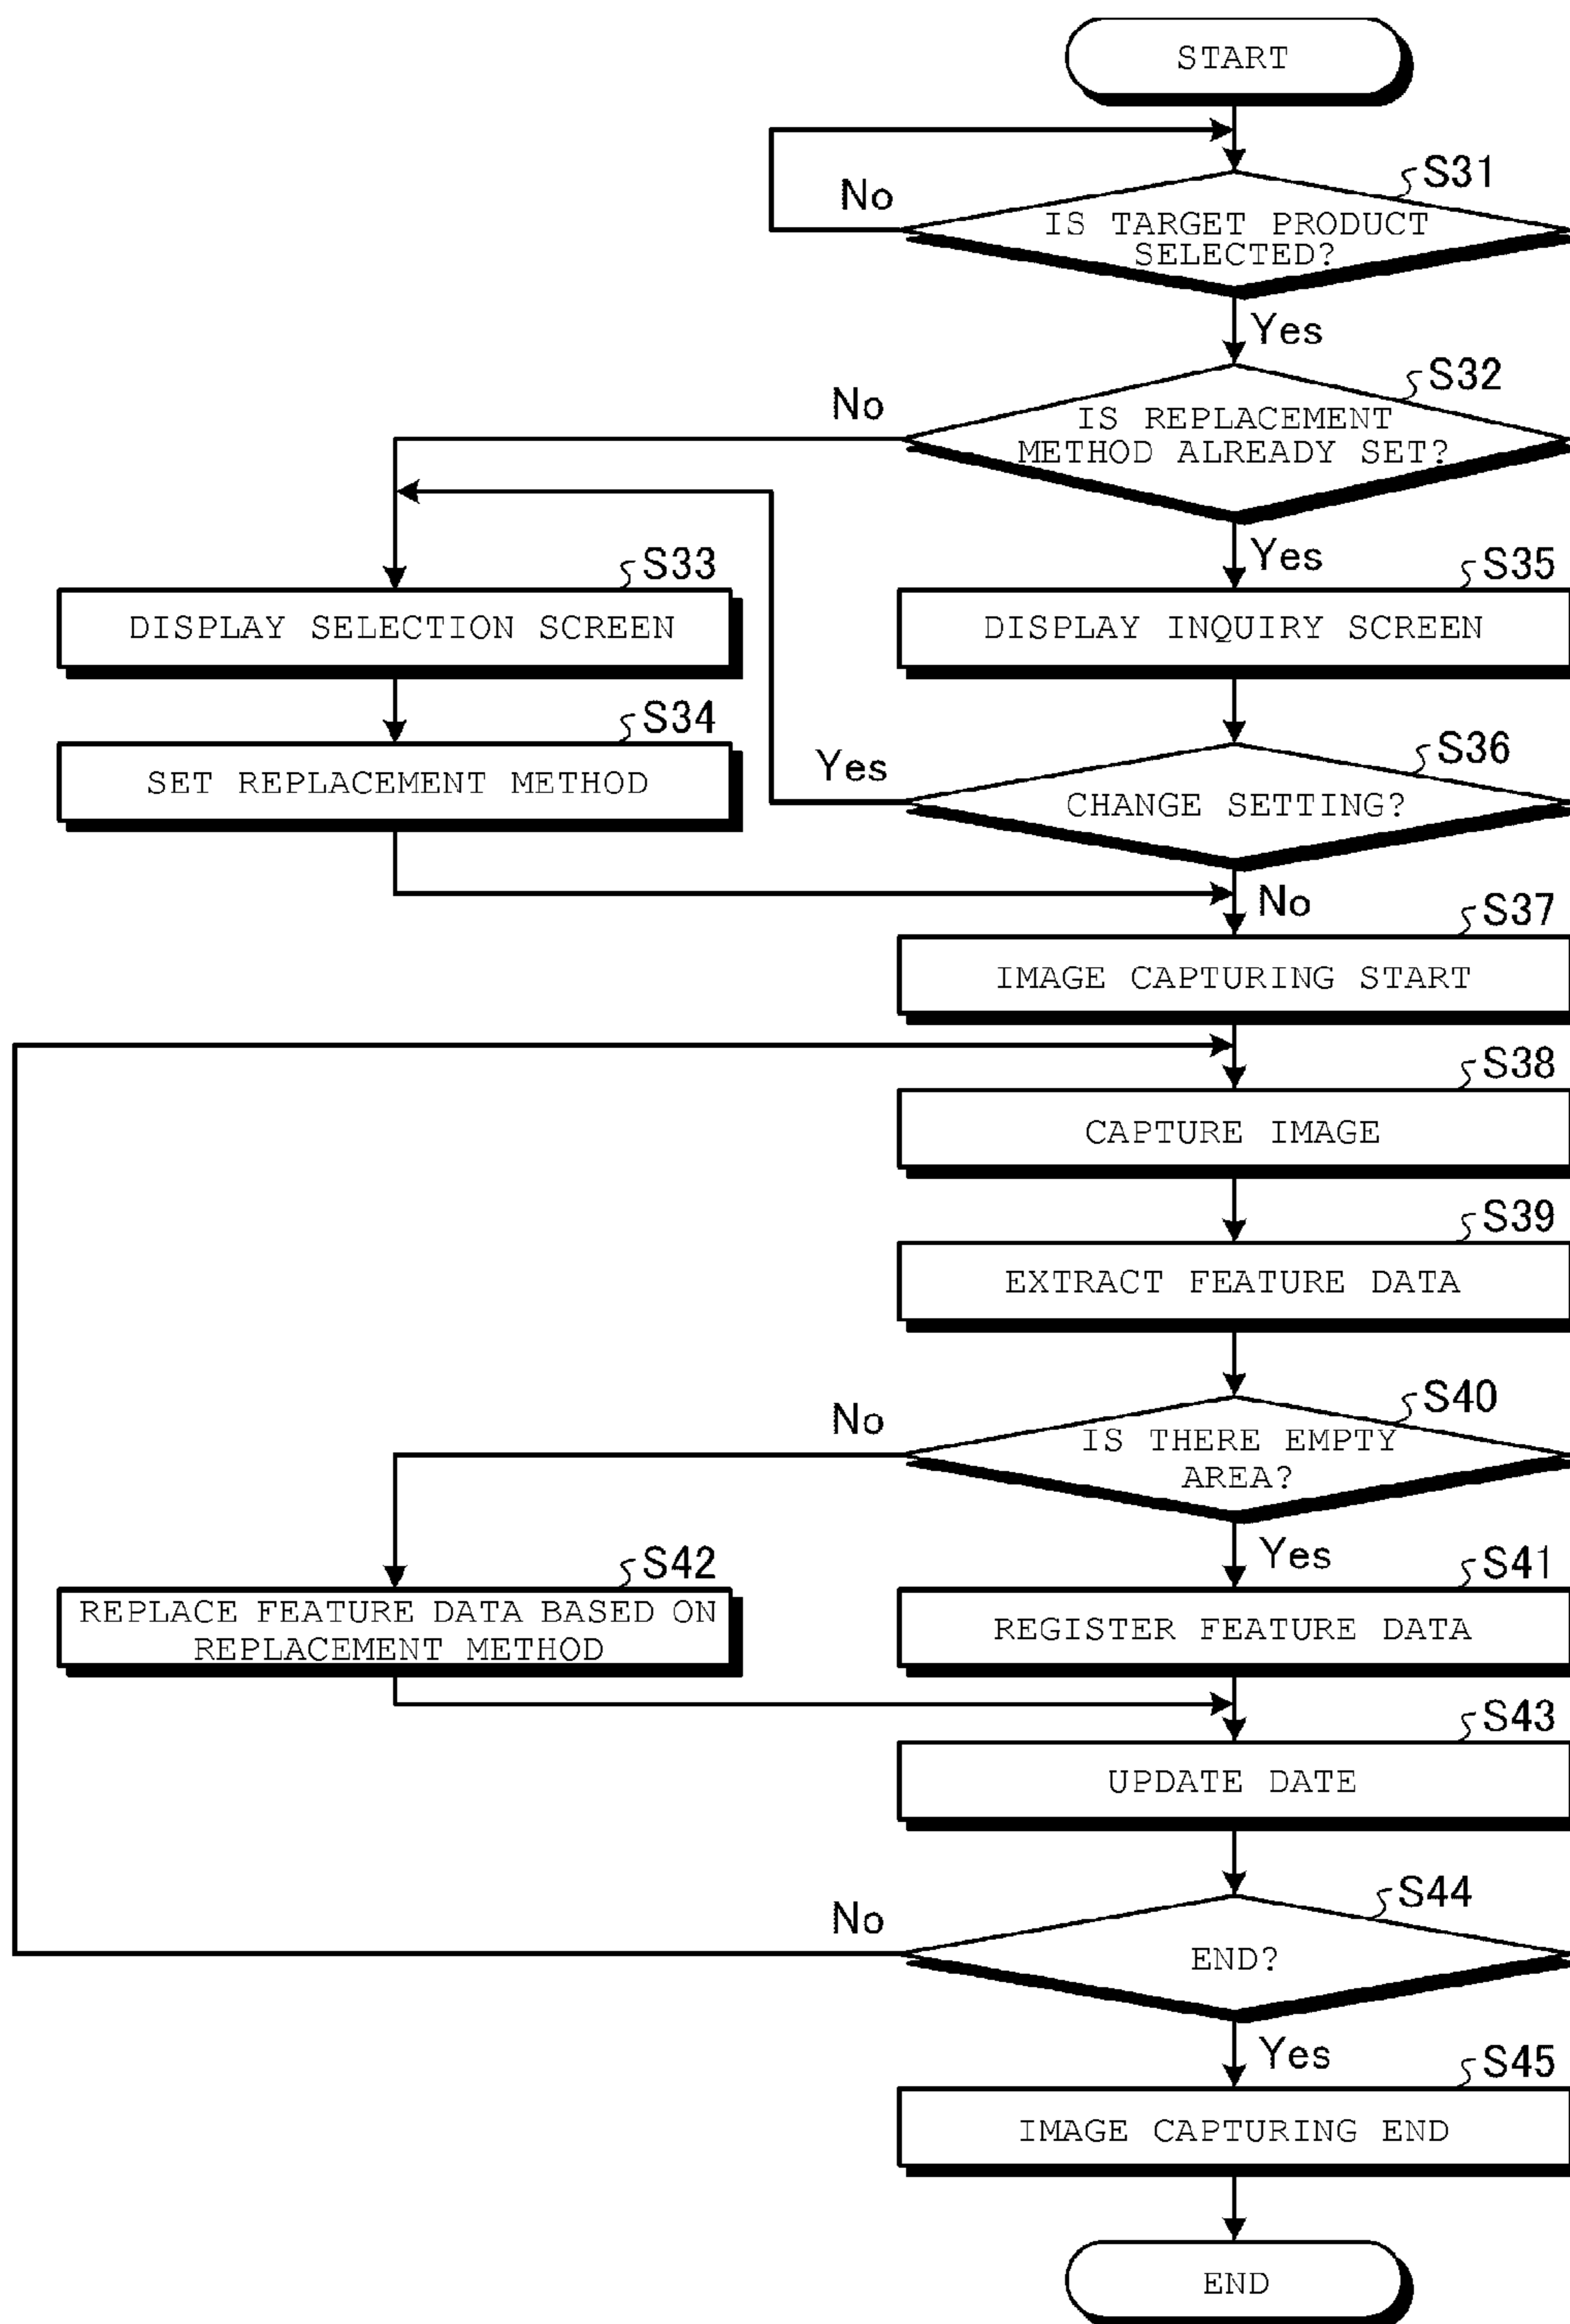 START
S31
No
IS TARGET PRODUCT
SELECTED?
Yes
S32
No
IS REPLACEMENT
METHOD ALREADY SET?
Yes
S33
DISPLAY SELECTION SCREEN
S35
DISPLAY INQUIRY SCREEN
S34
SET REPLACEMENT METHOD
S36
Yes
CHANGE SETTING?
No
S37
IMAGE CAPTURING START
S38
CAPTURE IMAGE
S39
EXTRACT FEATURE DATA
S40
No
IS THERE EMPTY
AREA?
Yes
S42
REPLACE FEATURE DATA BASED ON
REPLACEMENT METHOD
S41
REGISTER FEATURE DATA
S43
UPDATE DATE
S44
No
END?
Yes
S45
IMAGE CAPTURING END
END